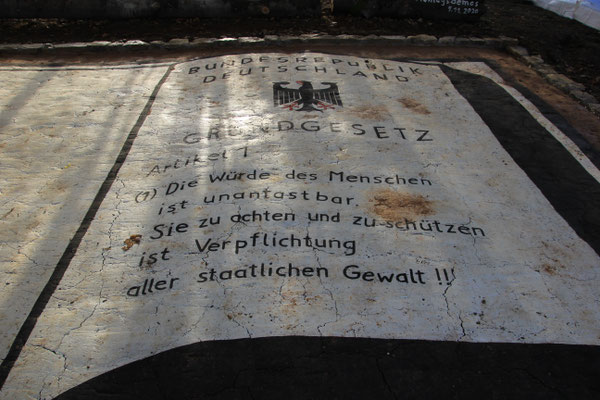 BUNDESREPUBLIK
DEUTSCHLAND
GRUNDGESETZ
Artikel 1
(1) Die Würde des Menschen
ist unantastbar,
Sie zu achten und zu schützen
ist Verpflichtung
aller staatlichen Gewalt !!!